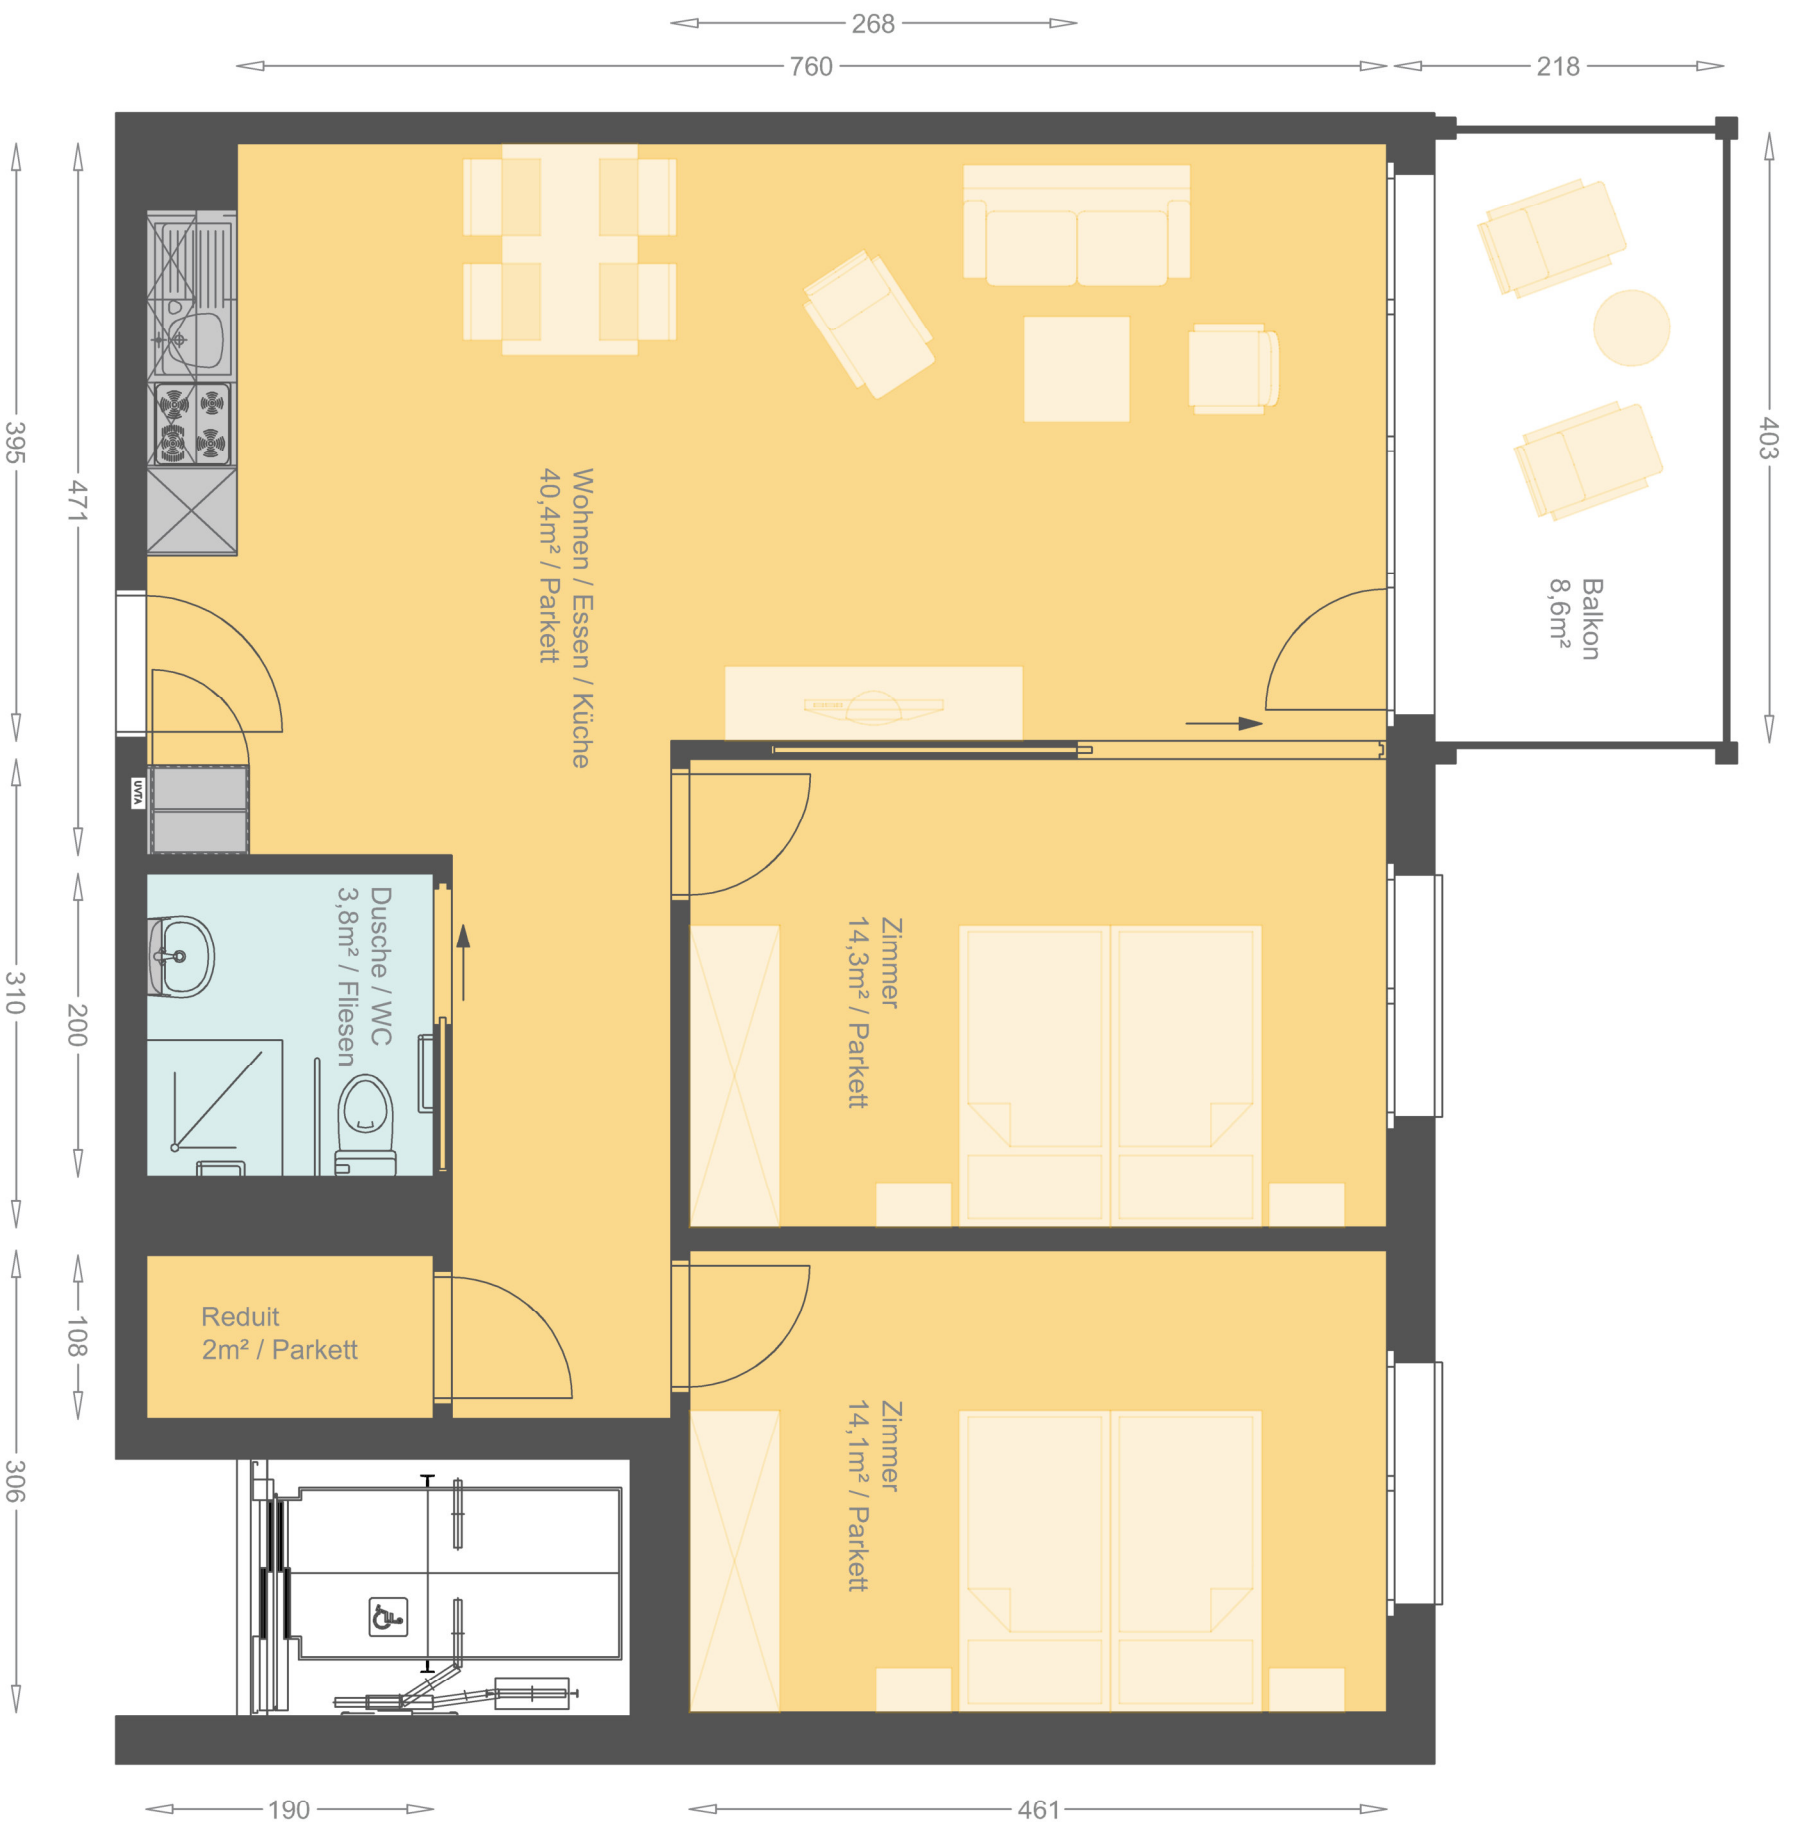 268
760
218
395
471
403
Wohnen / Essen / Küche
40,4m² / Parkett
Balkon
8,6m²
UVTA
Dusche / WC
3,8m² / Fliesen
Zimmer
14,3m² / Parkett
310
200
Reduit
2m² / Parkett
108
Zimmer
14,1m² / Parkett
306
190
461